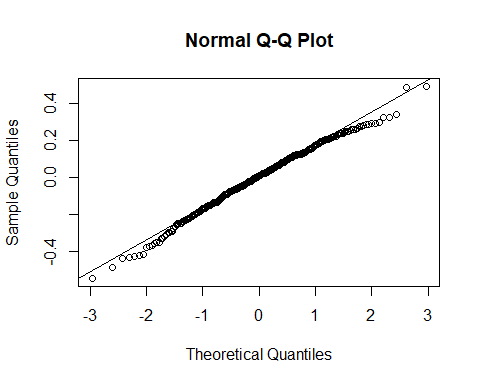 Normal Q-Q Plot
Sample Quantiles
0.4
0.2
0.0
-0.4
-3 -2 -1 0 1 2 3
Theoretical Quantiles